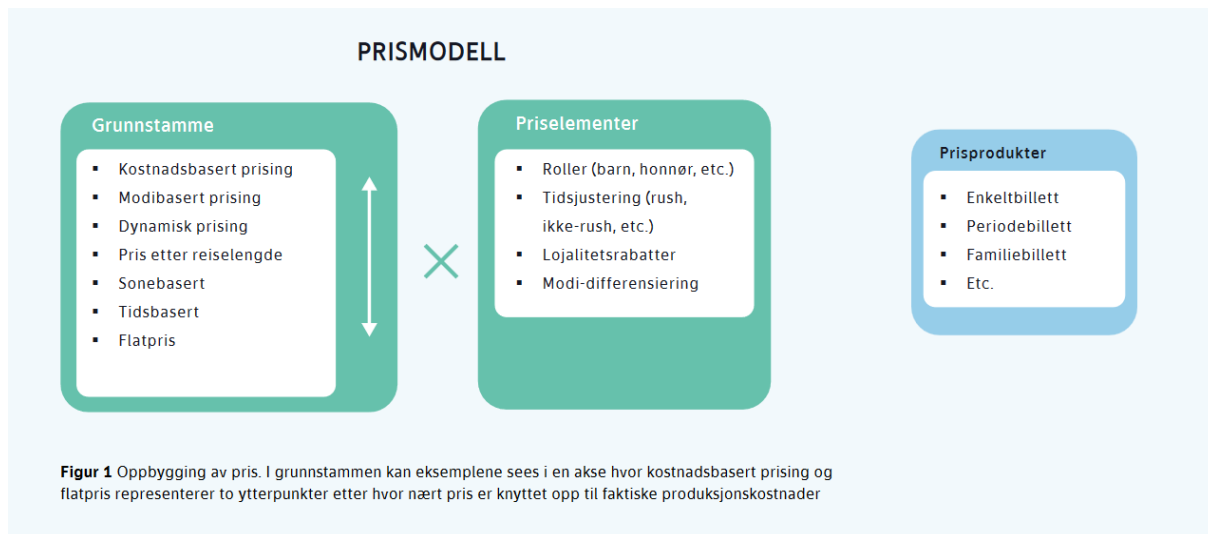 PRISMODELL
Grunnstamme
▪ Kostnadsbasert prising
▪ Modibasert prising
▪ Dynamisk prising
▪ Pris etter reiselengde
▪ Sonebasert
▪ Tidsbasert
▪ Flatpris
Priselementer
▪ Roller (barn, honnør, etc.)
▪ Tidsjustering (rush,
ikke-rush, etc.)
▪ Lojalitetsrabatter
▪ Modi-differensiering
Prisprodukter
▪ Enkeltbillett
▪ Periodebillett
▪ Familiebillett
▪ Etc.
Figur 1 Oppbygging av pris. I grunnstammen kan eksemplene sees i en akse hvor kostnadsbasert prising og
flatpris representerer to ytterpunkter etter hvor nært pris er knyttet opp til faktiske produksjonskostnader